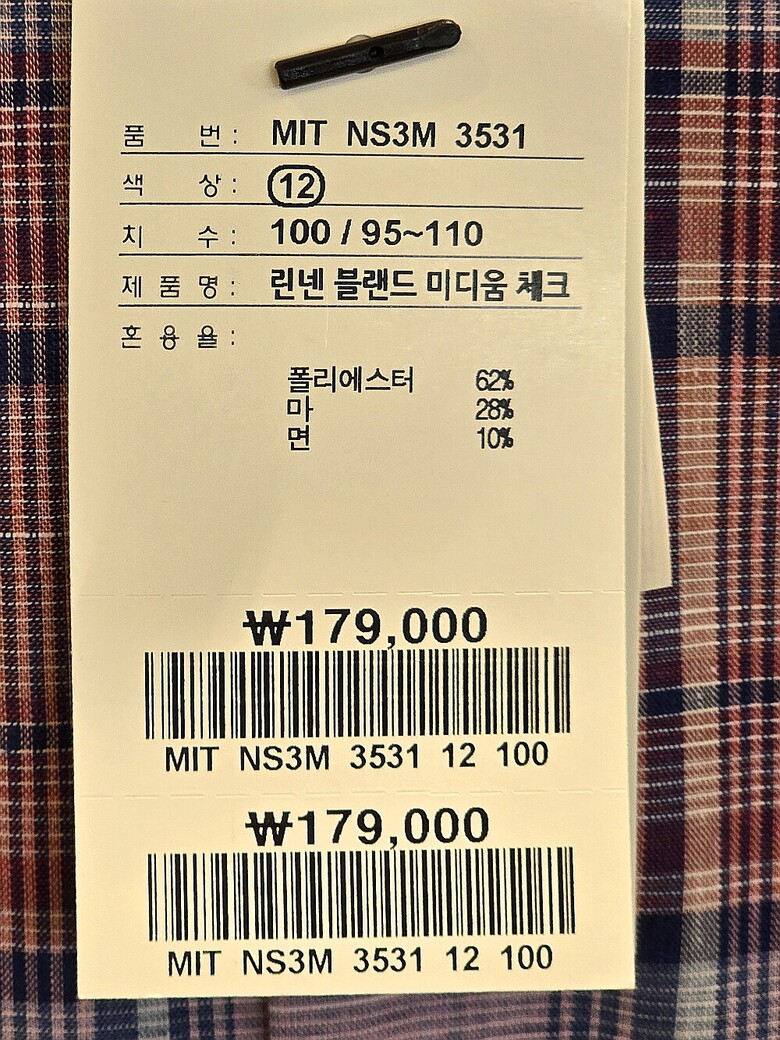 품 번 : MIT NS3M 3531
색 상 : 12
치 수 : 100 / 95~110
제 품 명 : 린넨 블랜드 미디움 체크
혼 용 율 :
폴리에스터 62%
마 28%
면 10%
₩179,000
MIT NS3M 3531 12 100
₩179,000
MIT NS3M 3531 12 100